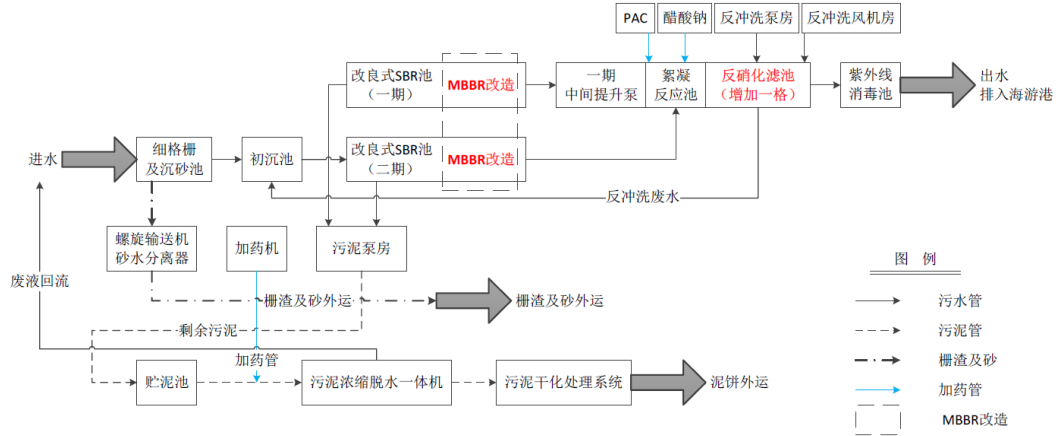 PAC
醋酸钠
反冲洗泵房
反冲洗风机房
改良式SBR池
（一期）
MBBR改造
一期
中间提升泵
絮凝
反应池
反硝化滤池
（增加一格）
紫外线
消毒池
出水
排入海游港
进水
细格栅
及沉砂池
初沉池
改良式SBR池
（二期）
MBBR改造
反冲洗废水
螺旋输送机
砂水分离器
加药机
污泥泵房
废液回流
栅渣及砂外运
栅渣及砂外运
剩余污泥
加药管
贮泥池
污泥浓缩脱水一体机
污泥干化处理系统
泥饼外运
图 例
污水管
污泥管
栅渣及砂
加药管
MBBR改造